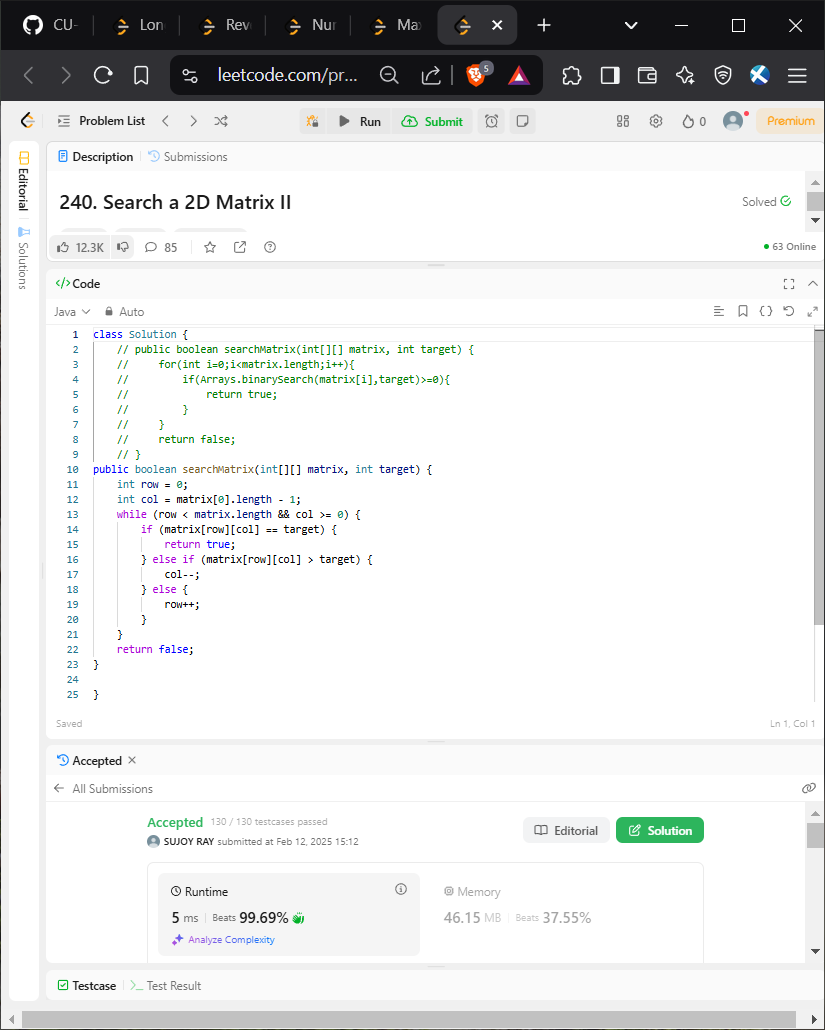 CU-
Lon
Rev
Nu
Ma
leetcode.com/pr...
5
Problem List
Run
Submit
0
Premium
Editorial
Solutions
Description
Submissions
240. Search a 2D Matrix II
Solved
12.3K
85
63 Online
</> Code
Java
Auto
1 class Solution {
2 // public boolean searchMatrix(int[][] matrix, int target) {
3 //     for(int i=0;i<matrix.length;i++){
4 //         if(Arrays.binarySearch(matrix[i],target)>=0){
5 //             return true;
6 //         }
7 //     }
8 //     return false;
9 // }
10 public boolean searchMatrix(int[][] matrix, int target) {
11     int row = 0;
12     int col = matrix[0].length - 1;
13     while (row < matrix.length && col >= 0) {
14         if (matrix[row][col] == target) {
15             return true;
16         } else if (matrix[row][col] > target) {
17             col--;
18         } else {
19             row++;
20         }
21     }
22     return false;
23 }
24
25 }
Saved
Ln 1, Col 1
Accepted
All Submissions
Accepted 130 / 130 testcases passed
SUJOY RAY submitted at Feb 12, 2025 15:12
Editorial
Solution
Runtime
5 ms | Beats 99.69%
Analyze Complexity
Memory
46.15 MB | Beats 37.55%
Testcase
Test Result